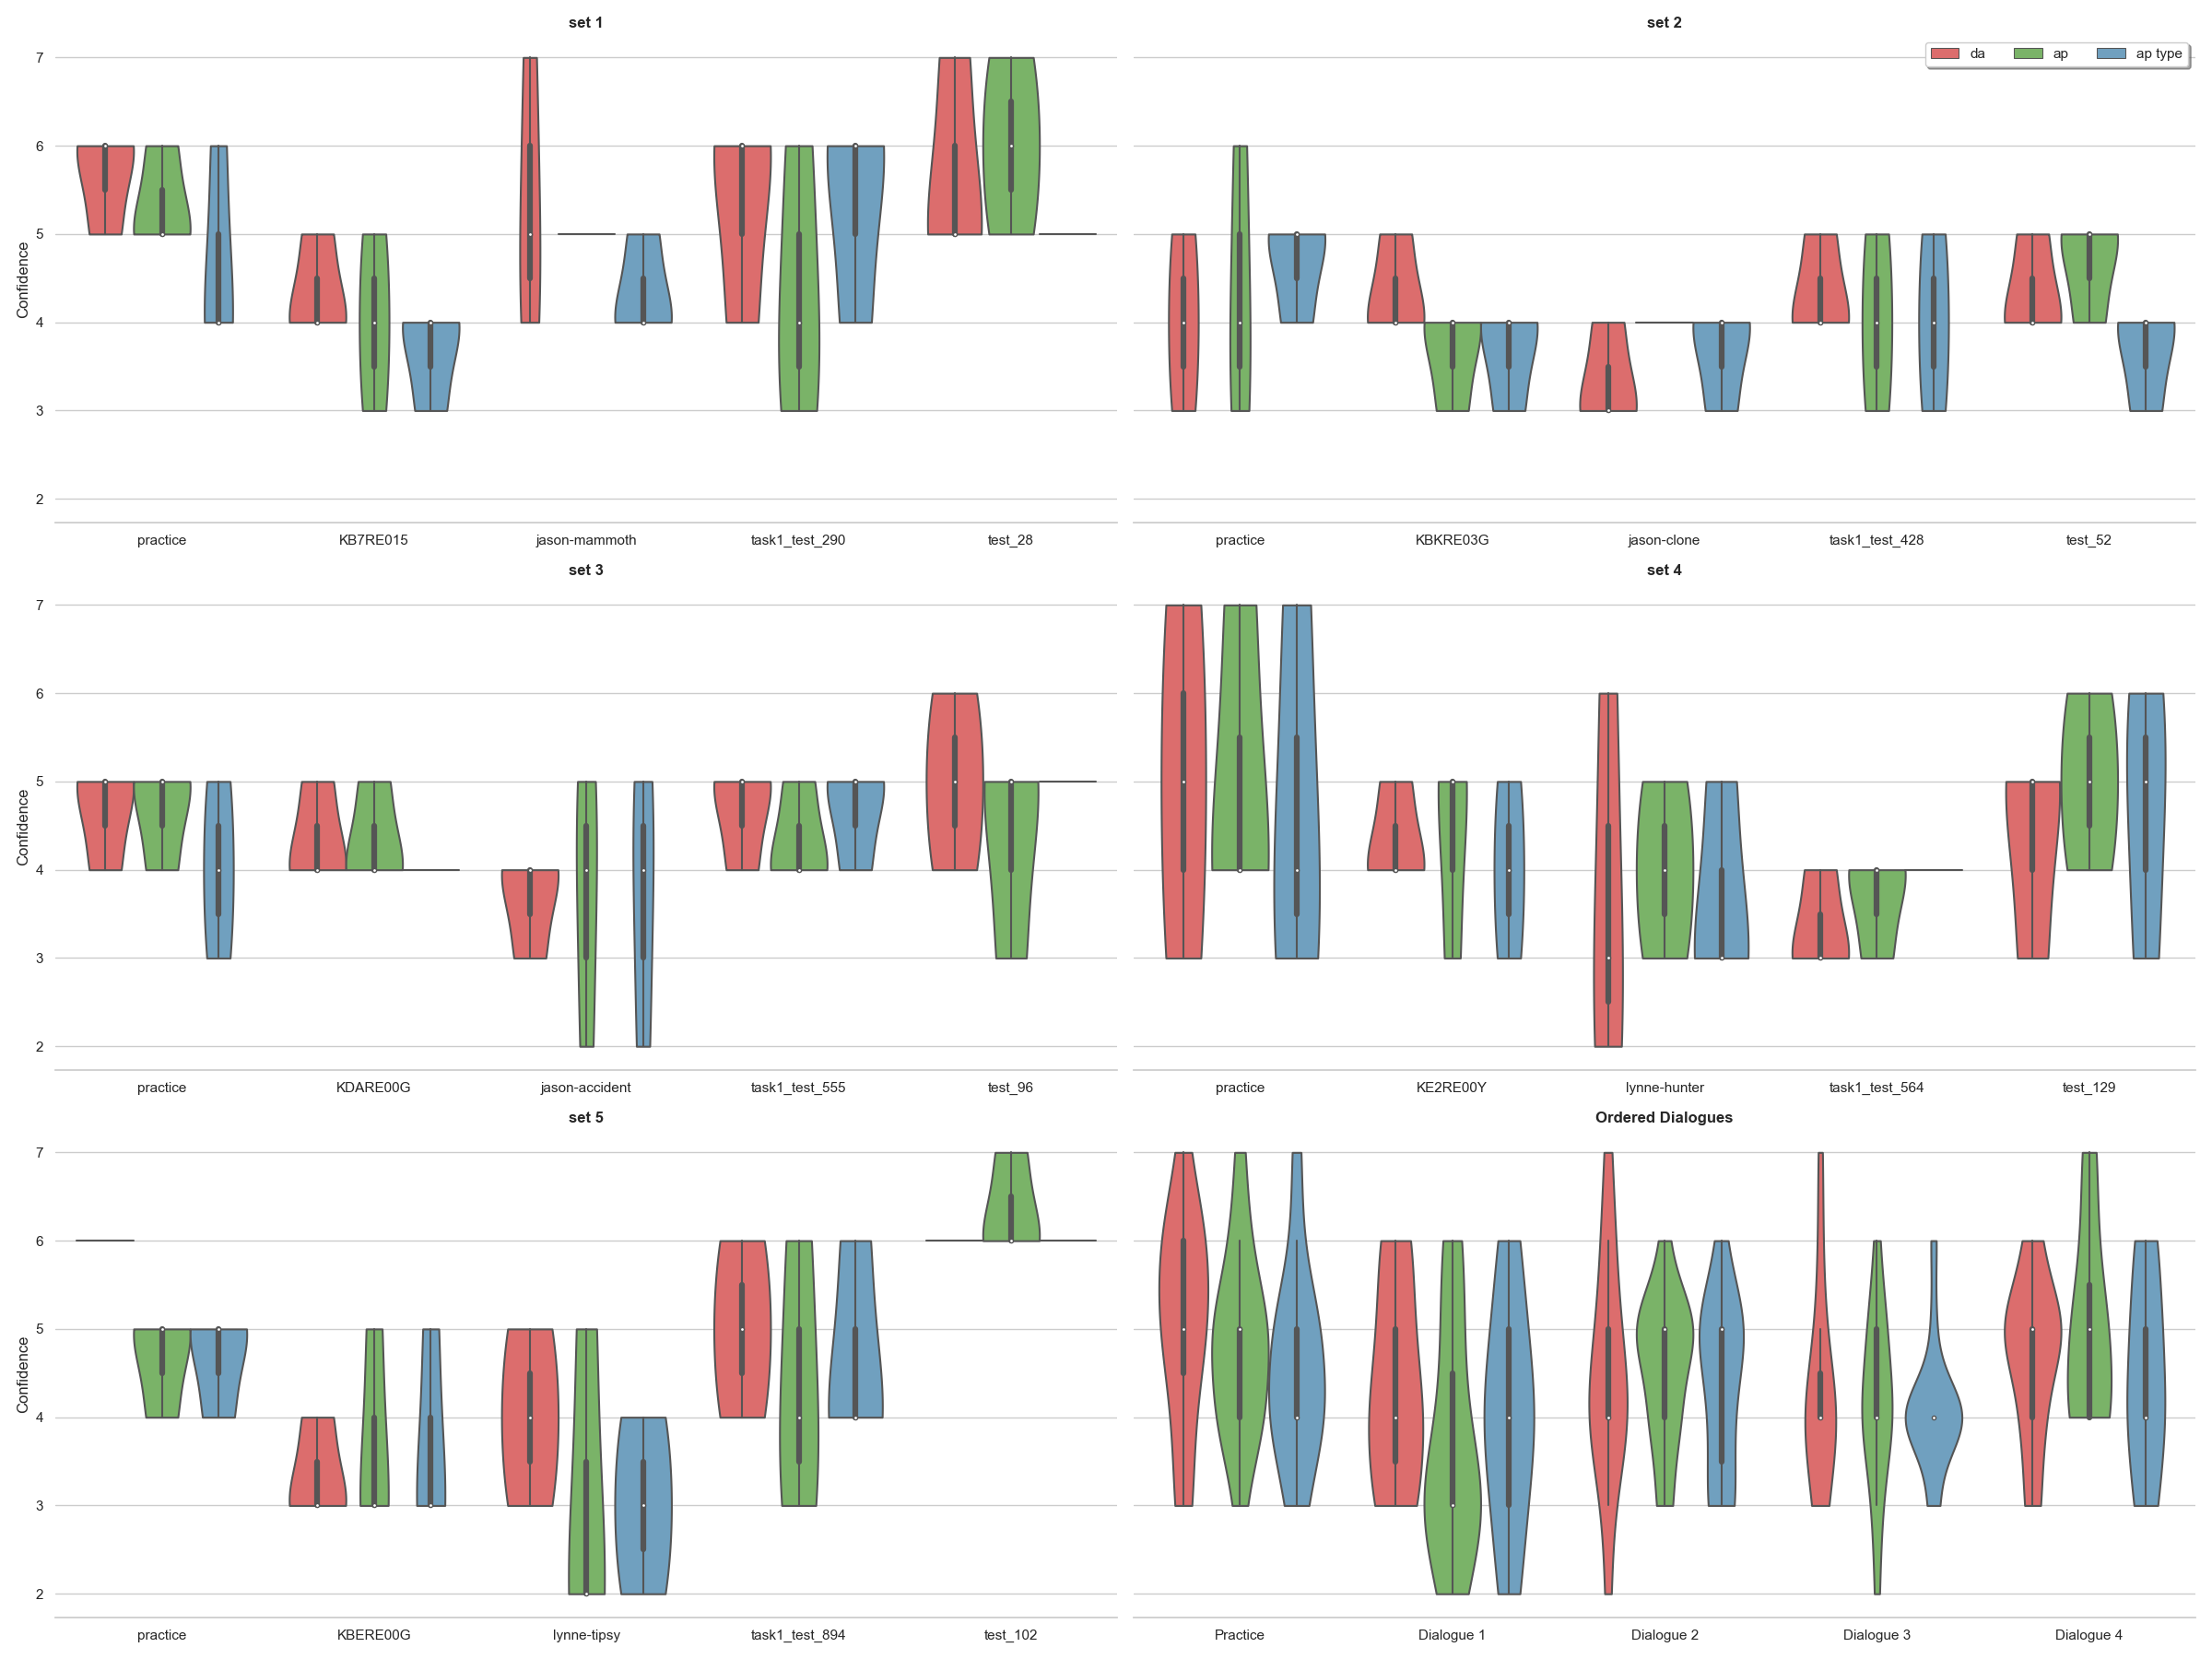 set 1
set 2
da ap ap type
Confidence
7
6
5
4
3
2
practice KB7RE015 jason-mammoth task1_test_290 test_28
practice KBKRE03G jason-clone task1_test_428 test_52
set 3
set 4
Confidence
7
6
5
4
3
2
practice KDARE00G jason-accident task1_test_555 test_96
practice KE2RE00Y lynne-hunter task1_test_564 test_129
set 5
Ordered Dialogues
Confidence
7
6
5
4
3
2
practice KBERE00G lynne-tipsy task1_test_894 test_102
Practice Dialogue 1 Dialogue 2 Dialogue 3 Dialogue 4